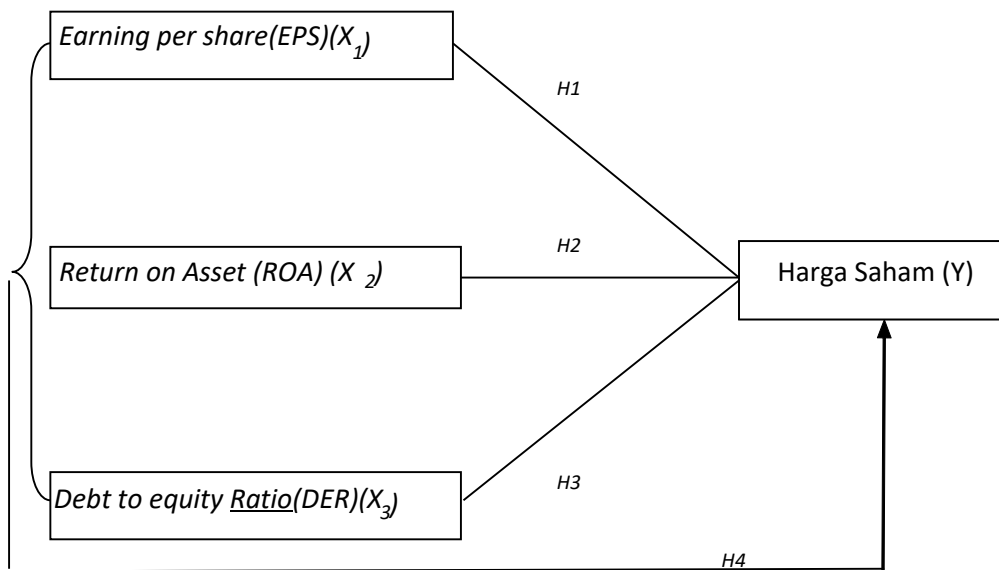 Earning per share(EPS)(X1)
H1
H2
Return on Asset (ROA) (X 2)
Harga Saham (Y)
Debt to equity Ratio(DER)(X3)
H3
H4